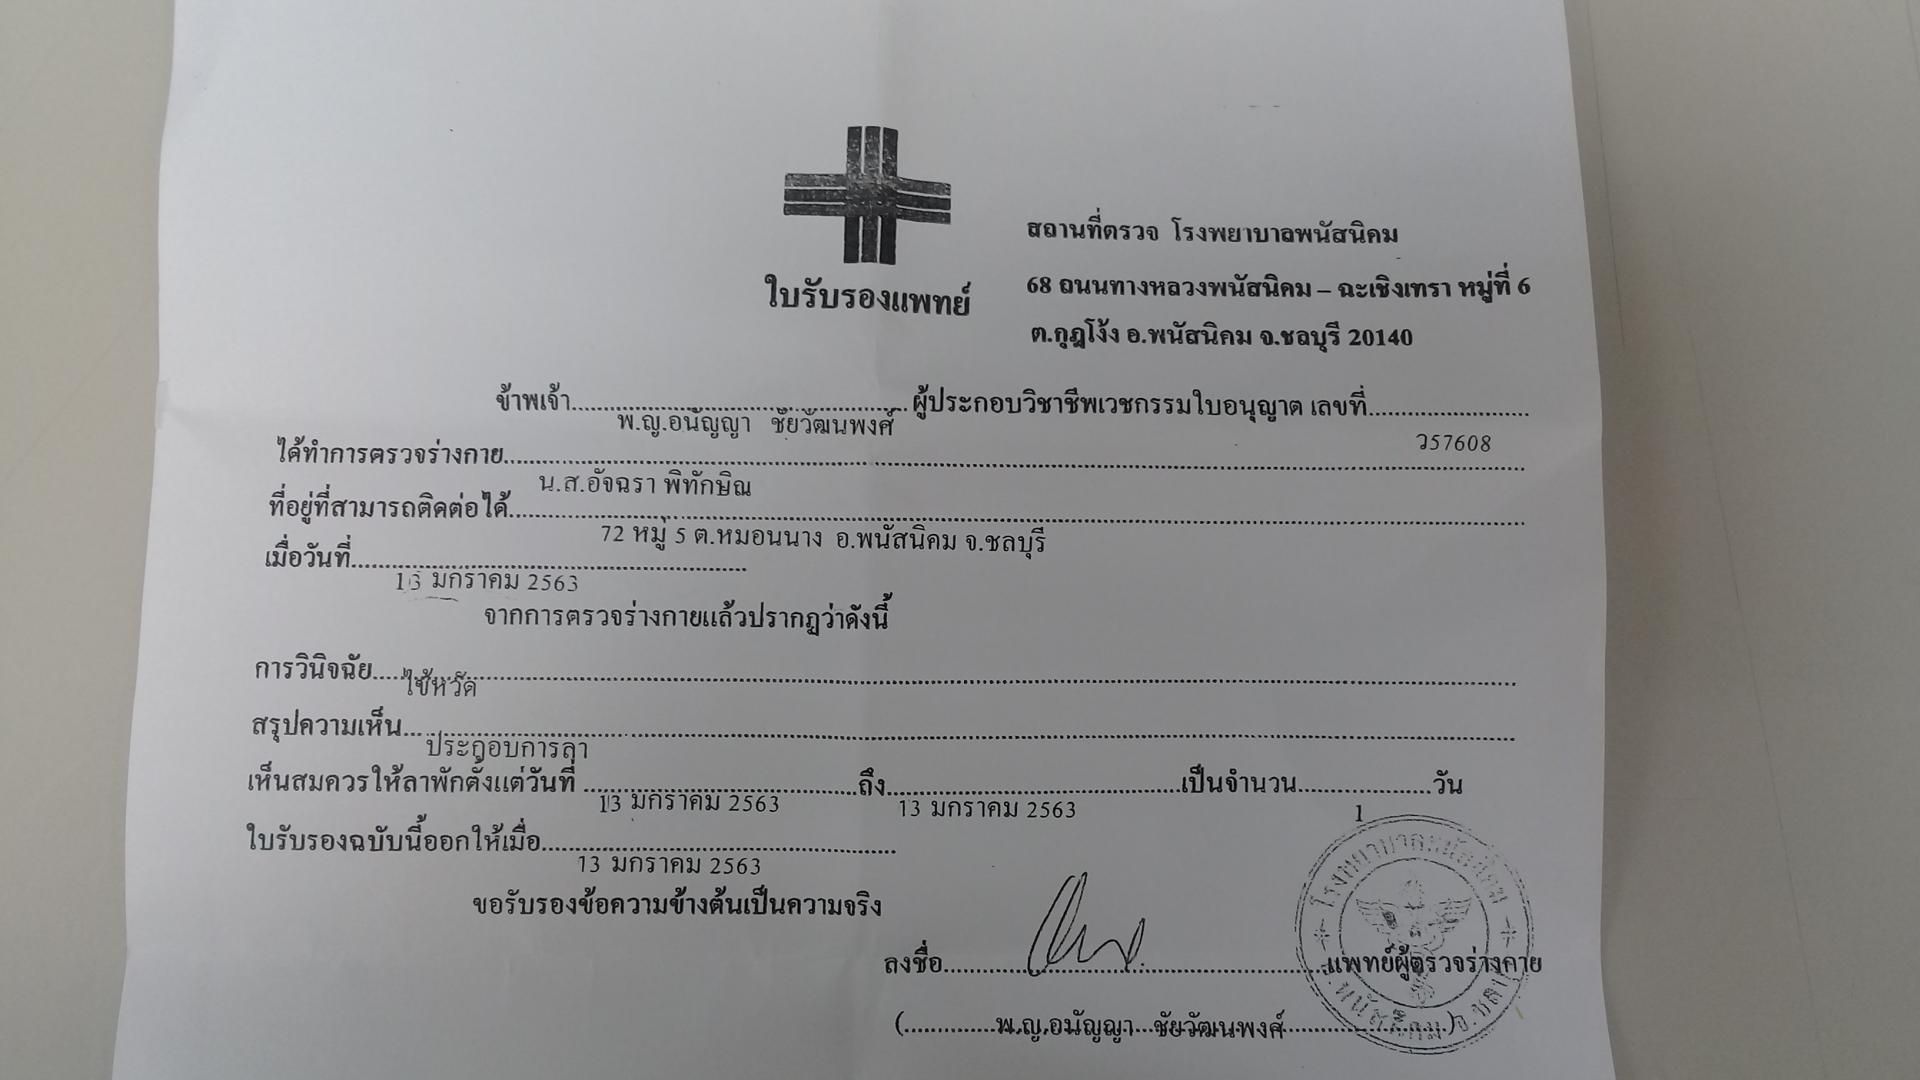 สถานที่ตรวจ โรงพยาบาลพนัสนิคม
68 ถนนทางหลวงพนัสนิคม – ฉะเชิงเทรา หมู่ที่ 6
ใบรับรองแพทย์
ต.กุฎโง้ง อ.พนัสนิคม จ.ชลบุรี 20140
ข้าพเจ้า....................ผู้ประกอบวิชาชีพเวชกรรมใบอนุญาต เลขที่....................
พ.ญ.อนัญญา ชัยวัฒนพงศ์ ว57608
ได้ทำการตรวจร่างกาย....................
น.ส.อัจฉรา พิทักษิณ
ที่อยู่ที่สามารถติดต่อได้....................
72 หมู่ 5 ต.หมอนนาง อ.พนัสนิคม จ.ชลบุรี
เมื่อวันที่....................
13 มกราคม 2563
จากการตรวจร่างกายแล้วปรากฏว่าดังนี้
การวินิจฉัย....................
ไข้หวัด
สรุปความเห็น....................
ประกอบการลา
เห็นสมควรให้ลาพักตั้งแต่วันที่ ....................ถึง....................เป็นจำนวน....................วัน
13 มกราคม 2563 13 มกราคม 2563 1
ใบรับรองฉบับนี้ออกให้เมื่อ....................
13 มกราคม 2563
ขอรับรองข้อความข้างต้นเป็นความจริง
ลงชื่อ....................แพทย์ผู้ตรวจร่างกาย
(....................พ.ญ.อนัญญา ชัยวัฒนพงศ์....................)
โรงพยาบาลพนัสนิคม
อ.พนัสนิคม จ.ชลบุรี